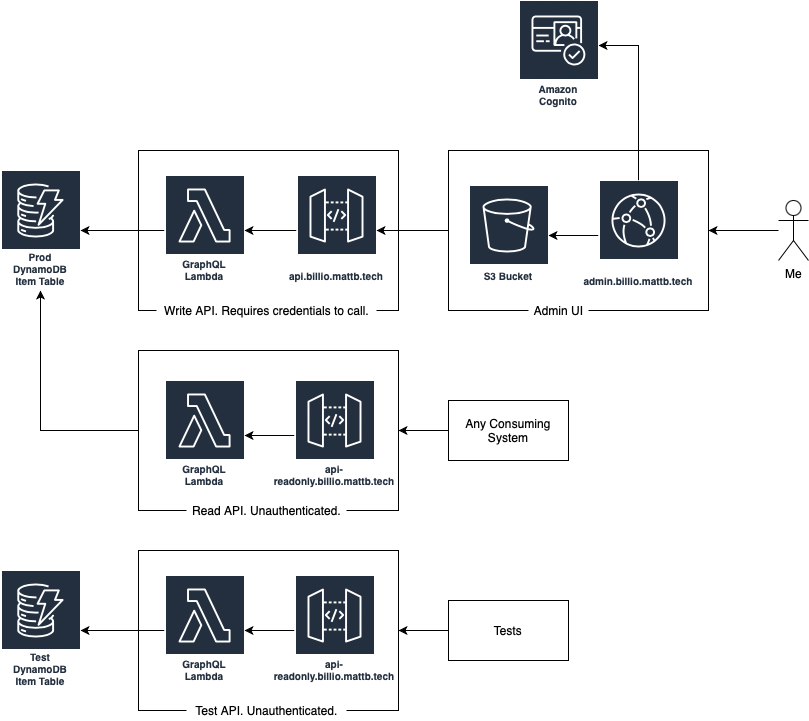 Amazon
Cognito
Prod
DynamoDB
Item Table
GraphQL
Lambda
api.billio.mattb.tech
Write API. Requires credentials to call.
S3 Bucket
admin.billio.mattb.tech
Admin UI
Me
GraphQL
Lambda
api-
readonly.billio.mattb.tech
Read API. Unauthenticated.
Any Consuming
System
Test
DynamoDB
Item Table
GraphQL
Lambda
api-
readonly.billio.mattb.tech
Test API. Unauthenticated.
Tests